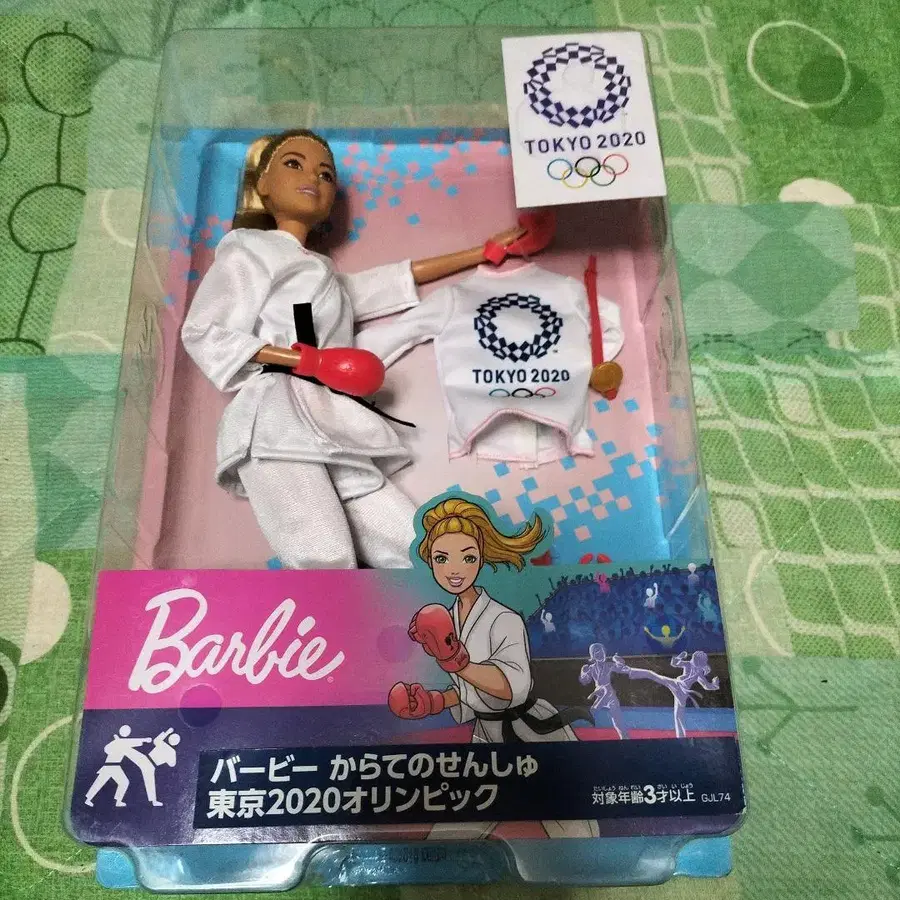 TOKYO 2020
TOKYO 2020
Barbie®
バービー からてのせんしゅ
東京2020オリンピック
対象年齢3才以上 GJL74